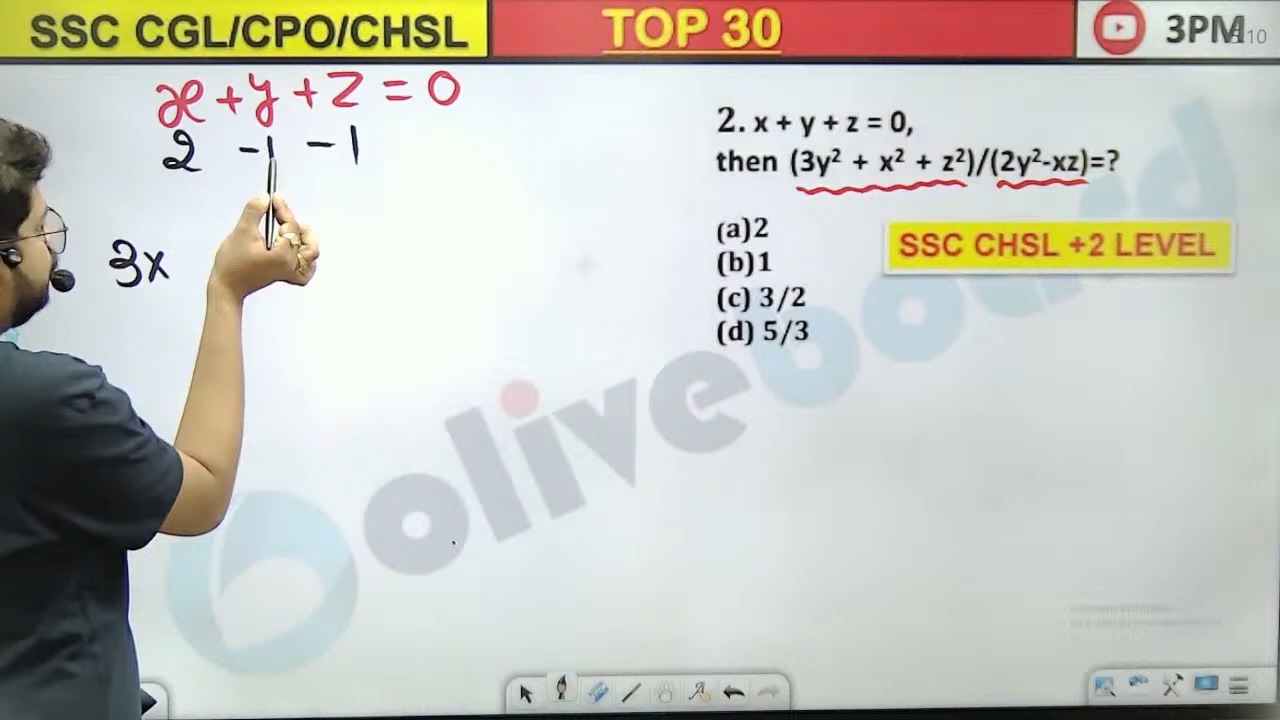 SSC CGL/CPO/CHSL
TOP 30
3PM
x + y + z = 0
2 -1 -1
3x
2. x + y + z = 0,
then (3y² + x² + z²)/(2y²-xz)=?
(a)2
(b)1
(c) 3/2
(d) 5/3
SSC CHSL +2 LEVEL
oliveboard